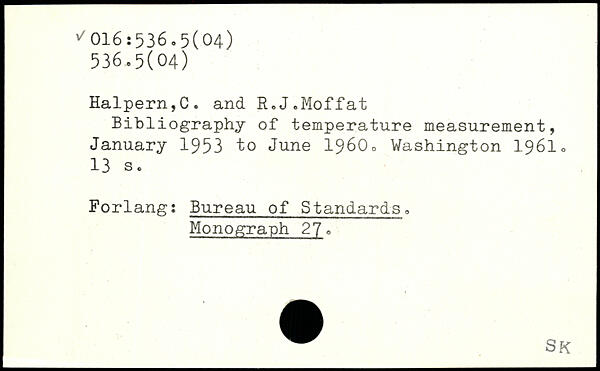 ✓ 016:536.5(04)
536.5(04)
Halpern,C. and R.J.Moffat
Bibliography of temperature measurement,
January 1953 to June 1960. Washington 1961.
13 s.
Forlang: Bureau of Standards.
Monograph 27.
SK